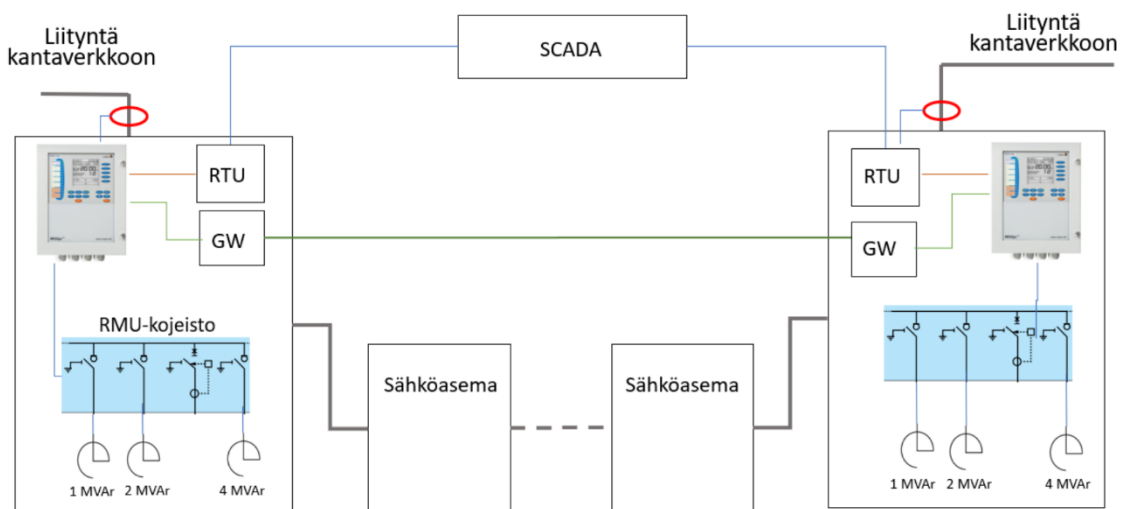 Liityntä
kantaverkkoon
SCADA
Liityntä
kantaverkkoon
RTU
GW
RTU
GW
RMU-kojeisto
Sähköasema
Sähköasema
1 MVAr
2 MVAr
4 MVAr
1 MVAr
2 MVAr
4 MVAr